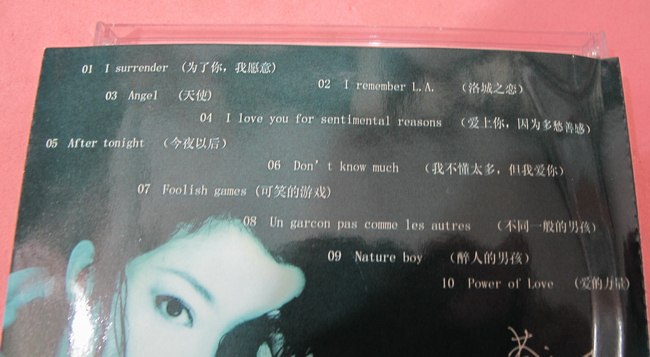 01 I surrender (为了你，我愿意)
02 I remember L.A. (洛城之恋)
03 Angel (天使)
04 I love you for sentimental reasons (爱上你，因为多愁善感)
05 After tonight (今夜以后)
06 Don't know much (我不懂太多，但我爱你)
07 Foolish games (可笑的游戏)
08 Un garcon pas comme les autres (不同一般的男孩)
09 Nature boy (醉人的男孩)
10 Power of Love (爱的力量)